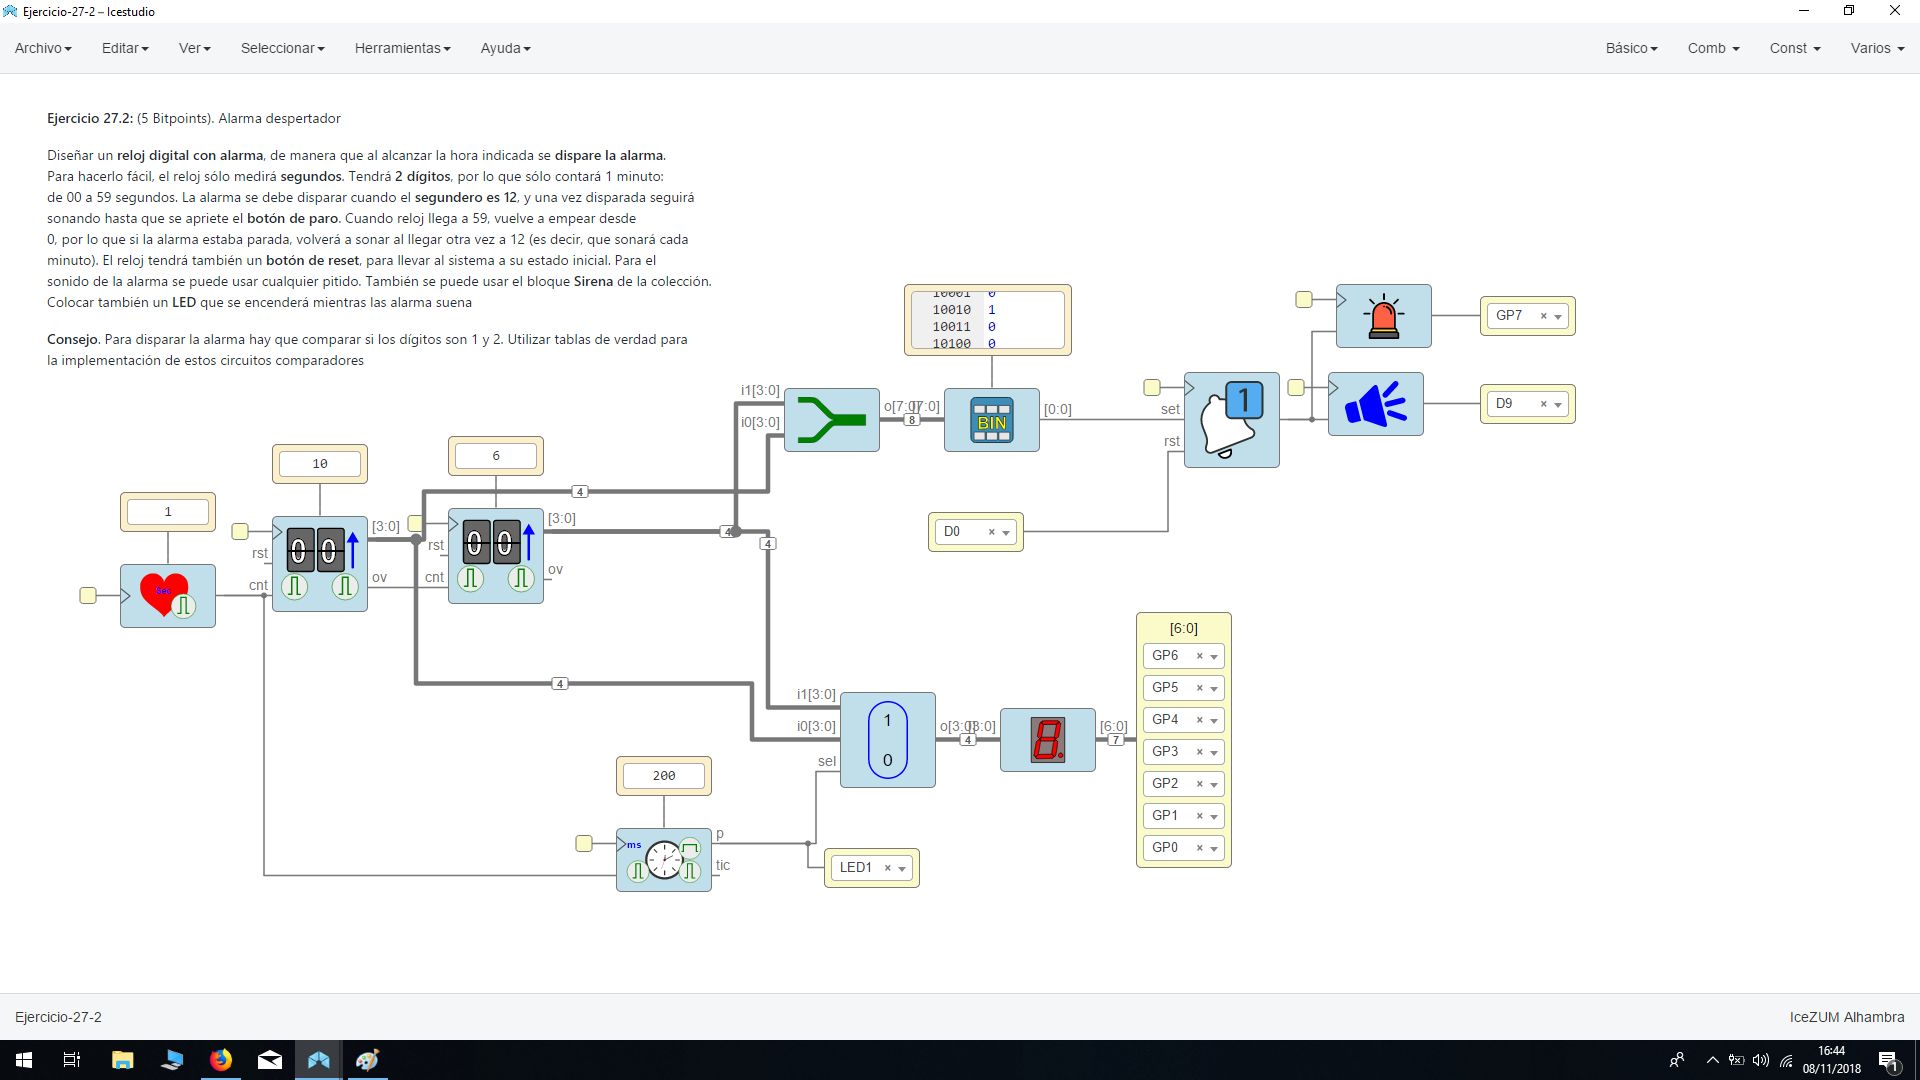 Ejercicio-27-2 – Icestudio
Archivo Editar Ver Seleccionar Herramientas Ayuda Básico Comb Const Varios
Ejercicio 27.2: (5 Bitpoints). Alarma despertador
Diseñar un reloj digital con alarma, de manera que al alcanzar la hora indicada se dispare la alarma.
Para hacerlo fácil, el reloj sólo medirá segundos. Tendrá 2 dígitos, por lo que sólo contará 1 minuto:
de 00 a 59 segundos. La alarma se debe disparar cuando el segundero es 12, y una vez disparada seguirá
sonando hasta que se apriete el botón de paro. Cuando reloj llega a 59, vuelve a empear desde
0, por lo que si la alarma estaba parada, volverá a sonar al llegar otra vez a 12 (es decir, que sonará cada
minuto). El reloj tendrá también un botón de reset, para llevar al sistema a su estado inicial. Para el
sonido de la alarma se puede usar cualquier pitido. También se puede usar el bloque Sirena de la colección.
Colocar también un LED que se encenderá mientras las alarma suena
Consejo. Para disparar la alarma hay que comparar si los dígitos son 1 y 2. Utilizar tablas de verdad para
la implementación de estos circuitos comparadores
10001 0
10010 1
10011 0
10100 0
GP7
i1[3:0]
i0[3:0]
o[7:0]
[7:0]
8
BIN
[0:0]
set
rst
1
D9
10
6
1
4
[3:0]
rst
cnt
ov
0 0
[3:0]
rst
cnt
ov
0 0
Seg
4
4
D0
4
i1[3:0]
i0[3:0]
sel
1
0
o[3:0]
[3:0]
4
[6:0]
7
[6:0]
GP6
GP5
GP4
GP3
GP2
GP1
GP0
200
ms
p
tic
LED1
Ejercicio-27-2 IceZUM Alhambra
16:44
08/11/2018
1